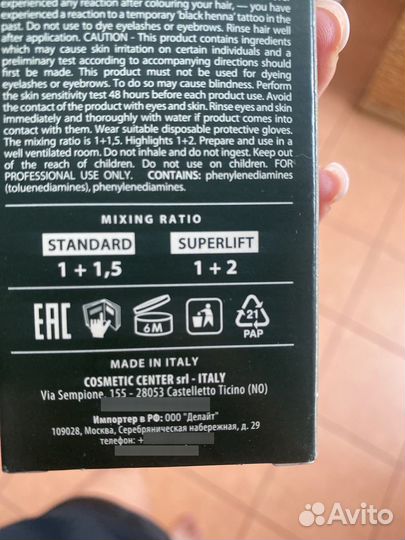 experienced any reaction after colouring your hair, — you have
experienced a reaction to a temporary 'black henna' tattoo in the
past. Do not use to dye eyelashes or eyebrows. Rinse hair well
after application. CAUTION - This product contains ingredients
which may cause skin irritation on certain individuals and a
preliminary test according to accompanying directions should
first be made. This product must not be used for dyeing
eyelashes or eyebrows. To do so may cause blindness. Perform
the skin sensitivity test 48 hours before each product use. Avoid
the contact of the product with eyes and skin. Rinse eyes and skin
immediately and thoroughly with water if product comes into
contact with them. Wear suitable disposable protective gloves.
The mixing ratio is 1+1,5. Highlights 1+2. Prepare and use in a
well ventilated room. Do not inhale and do not ingest. Keep out
of the reach of children. Do not use on children. FOR
PROFESSIONAL USE ONLY. CONTAINS: phenylenediamines
(toluenediamines), phenylenediamines.
MIXING RATIO
STANDARD SUPERLIFT
1 + 1,5 1 + 2
EAC 6M 21
PAP
MADE IN ITALY
COSMETIC CENTER srl - ITALY
Via Sempione, 155 - 28053 Castelletto Ticino (NO)
Импортер в РФ: ООО "Делайт"
109028, Москва, Серебряническая набережная, д. 29
телефон: +
Avito